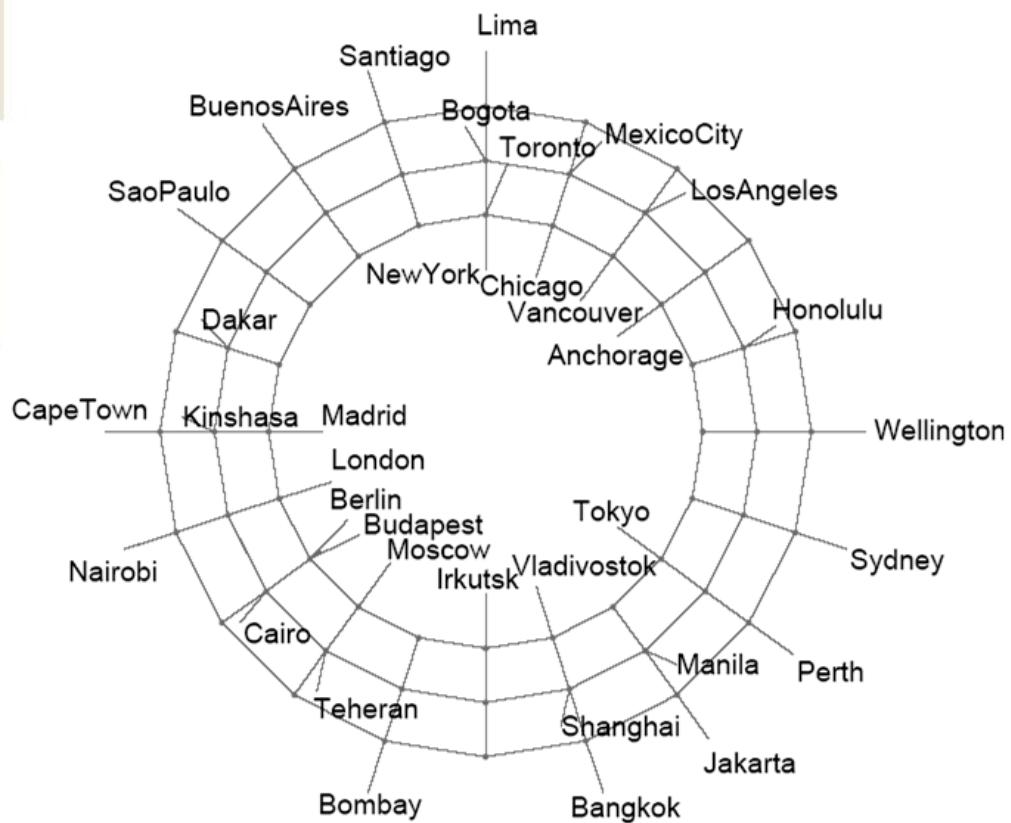 Lima
Santiago
BuenosAires
Bogota
MexicoCity
Toronto
SaoPaulo
LosAngeles
NewYork
Chicago
Vancouver
Honolulu
Dakar
Anchorage
CapeTown
Kinshasa
Madrid
Wellington
London
Berlin
Tokyo
Budapest
Moscow
Sydney
Nairobi
Irkutsk
Vladivostok
Cairo
Manila
Perth
Teheran
Shanghai
Jakarta
Bombay
Bangkok